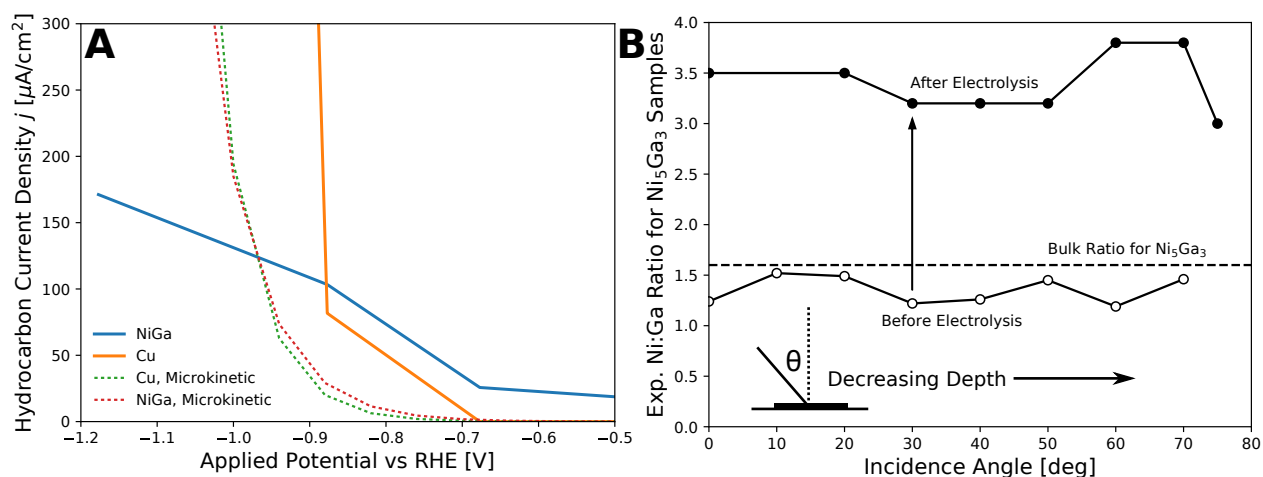 A
Hydrocarbon Current Density j [μA/cm²]
300
250
200
150
100
50
0
NiGa
Cu
Cu, Microkinetic
NiGa, Microkinetic
−1.2 −1.1 −1.0 −0.9 −0.8 −0.7 −0.6 −0.5
Applied Potential vs RHE [V]
B
Exp. Ni:Ga Ratio for Ni₅Ga₃ Samples
4.0
3.5
3.0
2.5
2.0
1.5
1.0
0.5
0.0
After Electrolysis
Bulk Ratio for Ni₅Ga₃
Before Electrolysis
θ
Decreasing Depth
0 10 20 30 40 50 60 70 80
Incidence Angle [deg]